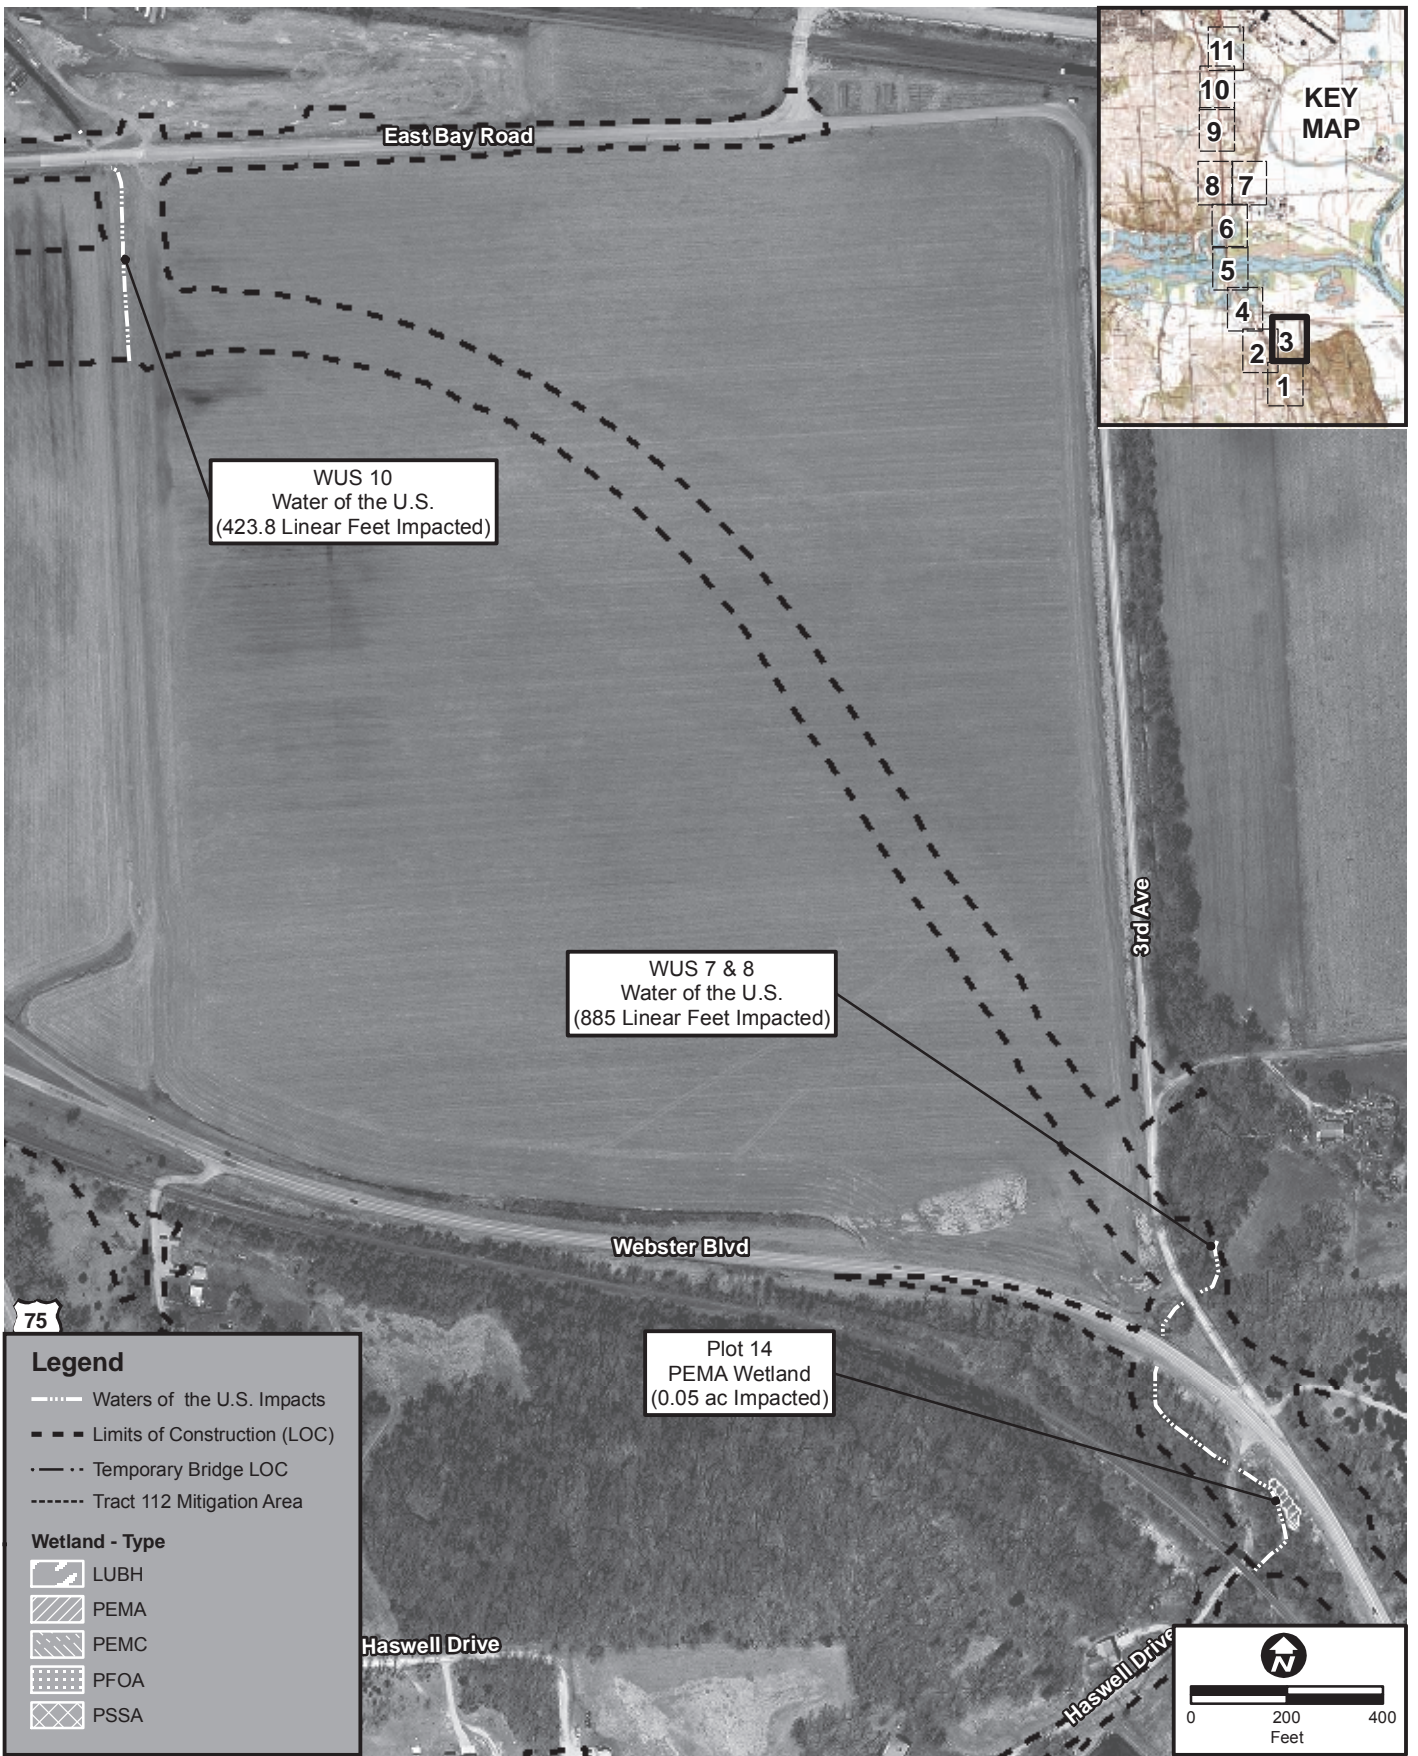 East Bay Road
KEY
MAP
11
10
9
8
7
6
5
4
3
2
1
WUS 10
Water of the U.S.
(423.8 Linear Feet Impacted)
3rd Ave
WUS 7 & 8
Water of the U.S.
(885 Linear Feet Impacted)
Webster Blvd
75
Plot 14
PEMA Wetland
(0.05 ac Impacted)
Legend
Waters of the U.S. Impacts
Limits of Construction (LOC)
Temporary Bridge LOC
Tract 112 Mitigation Area
Wetland - Type
LUBH
PEMA
PEMC
PFOA
PSSA
Haswell Drive
Haswell Drive
N
0 200 400
Feet